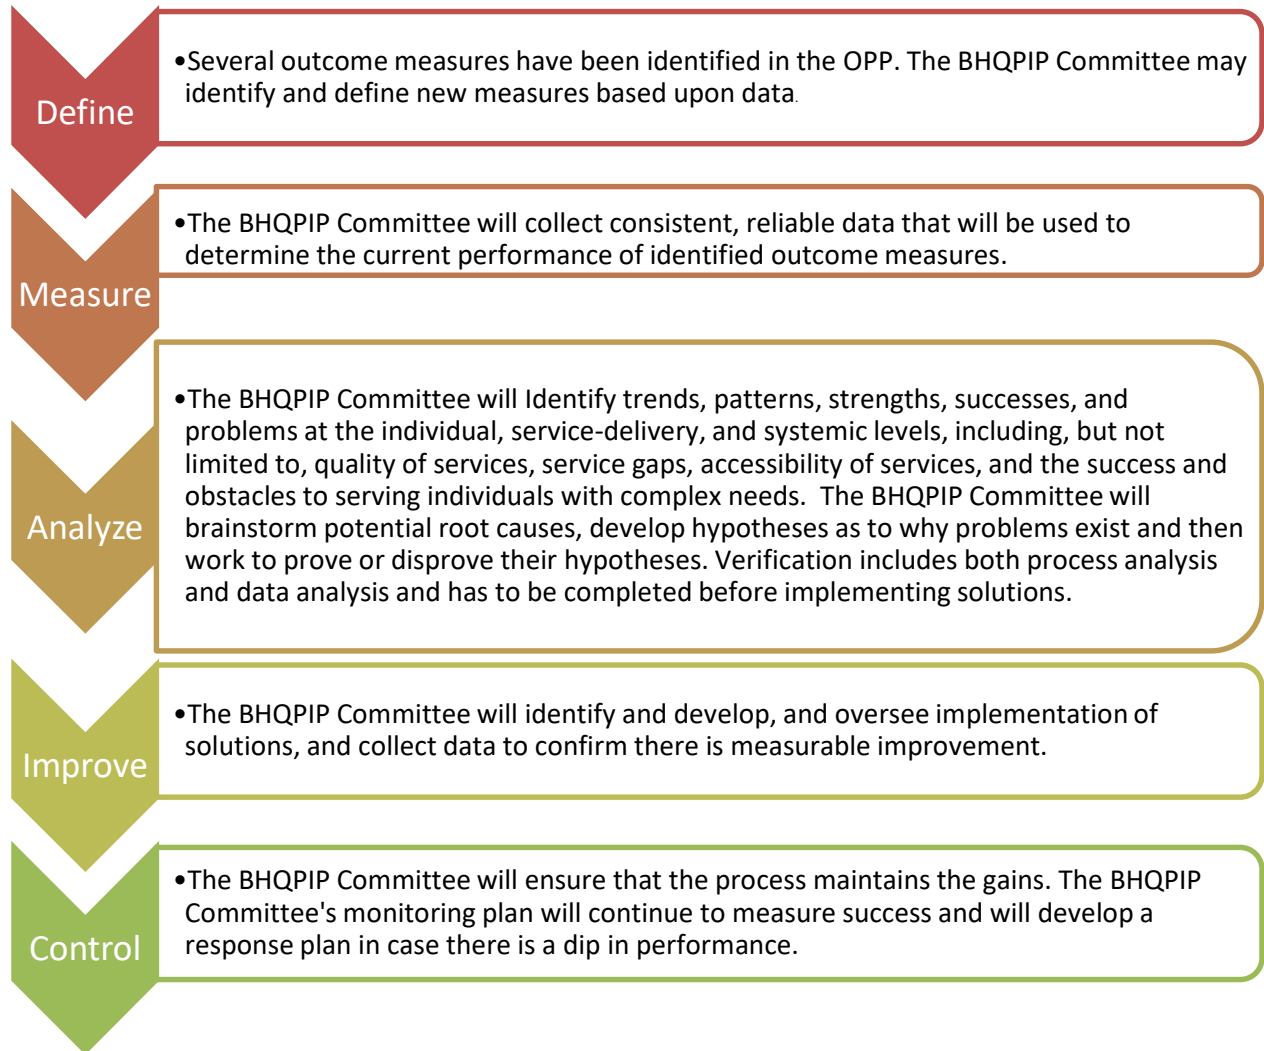 Define
•Several outcome measures have been identified in the OPP. The BHQPIP Committee may
identify and define new measures based upon data.
Measure
•The BHQPIP Committee will collect consistent, reliable data that will be used to
determine the current performance of identified outcome measures.
Analyze
•The BHQPIP Committee will Identify trends, patterns, strengths, successes, and
problems at the individual, service-delivery, and systemic levels, including, but not
limited to, quality of services, service gaps, accessibility of services, and the success and
obstacles to serving individuals with complex needs.  The BHQPIP Committee will
brainstorm potential root causes, develop hypotheses as to why problems exist and then
work to prove or disprove their hypotheses. Verification includes both process analysis
and data analysis and has to be completed before implementing solutions.
Improve
•The BHQPIP Committee will identify and develop, and oversee implementation of
solutions, and collect data to confirm there is measurable improvement.
Control
•The BHQPIP Committee will ensure that the process maintains the gains. The BHQPIP
Committee's monitoring plan will continue to measure success and will develop a
response plan in case there is a dip in performance.